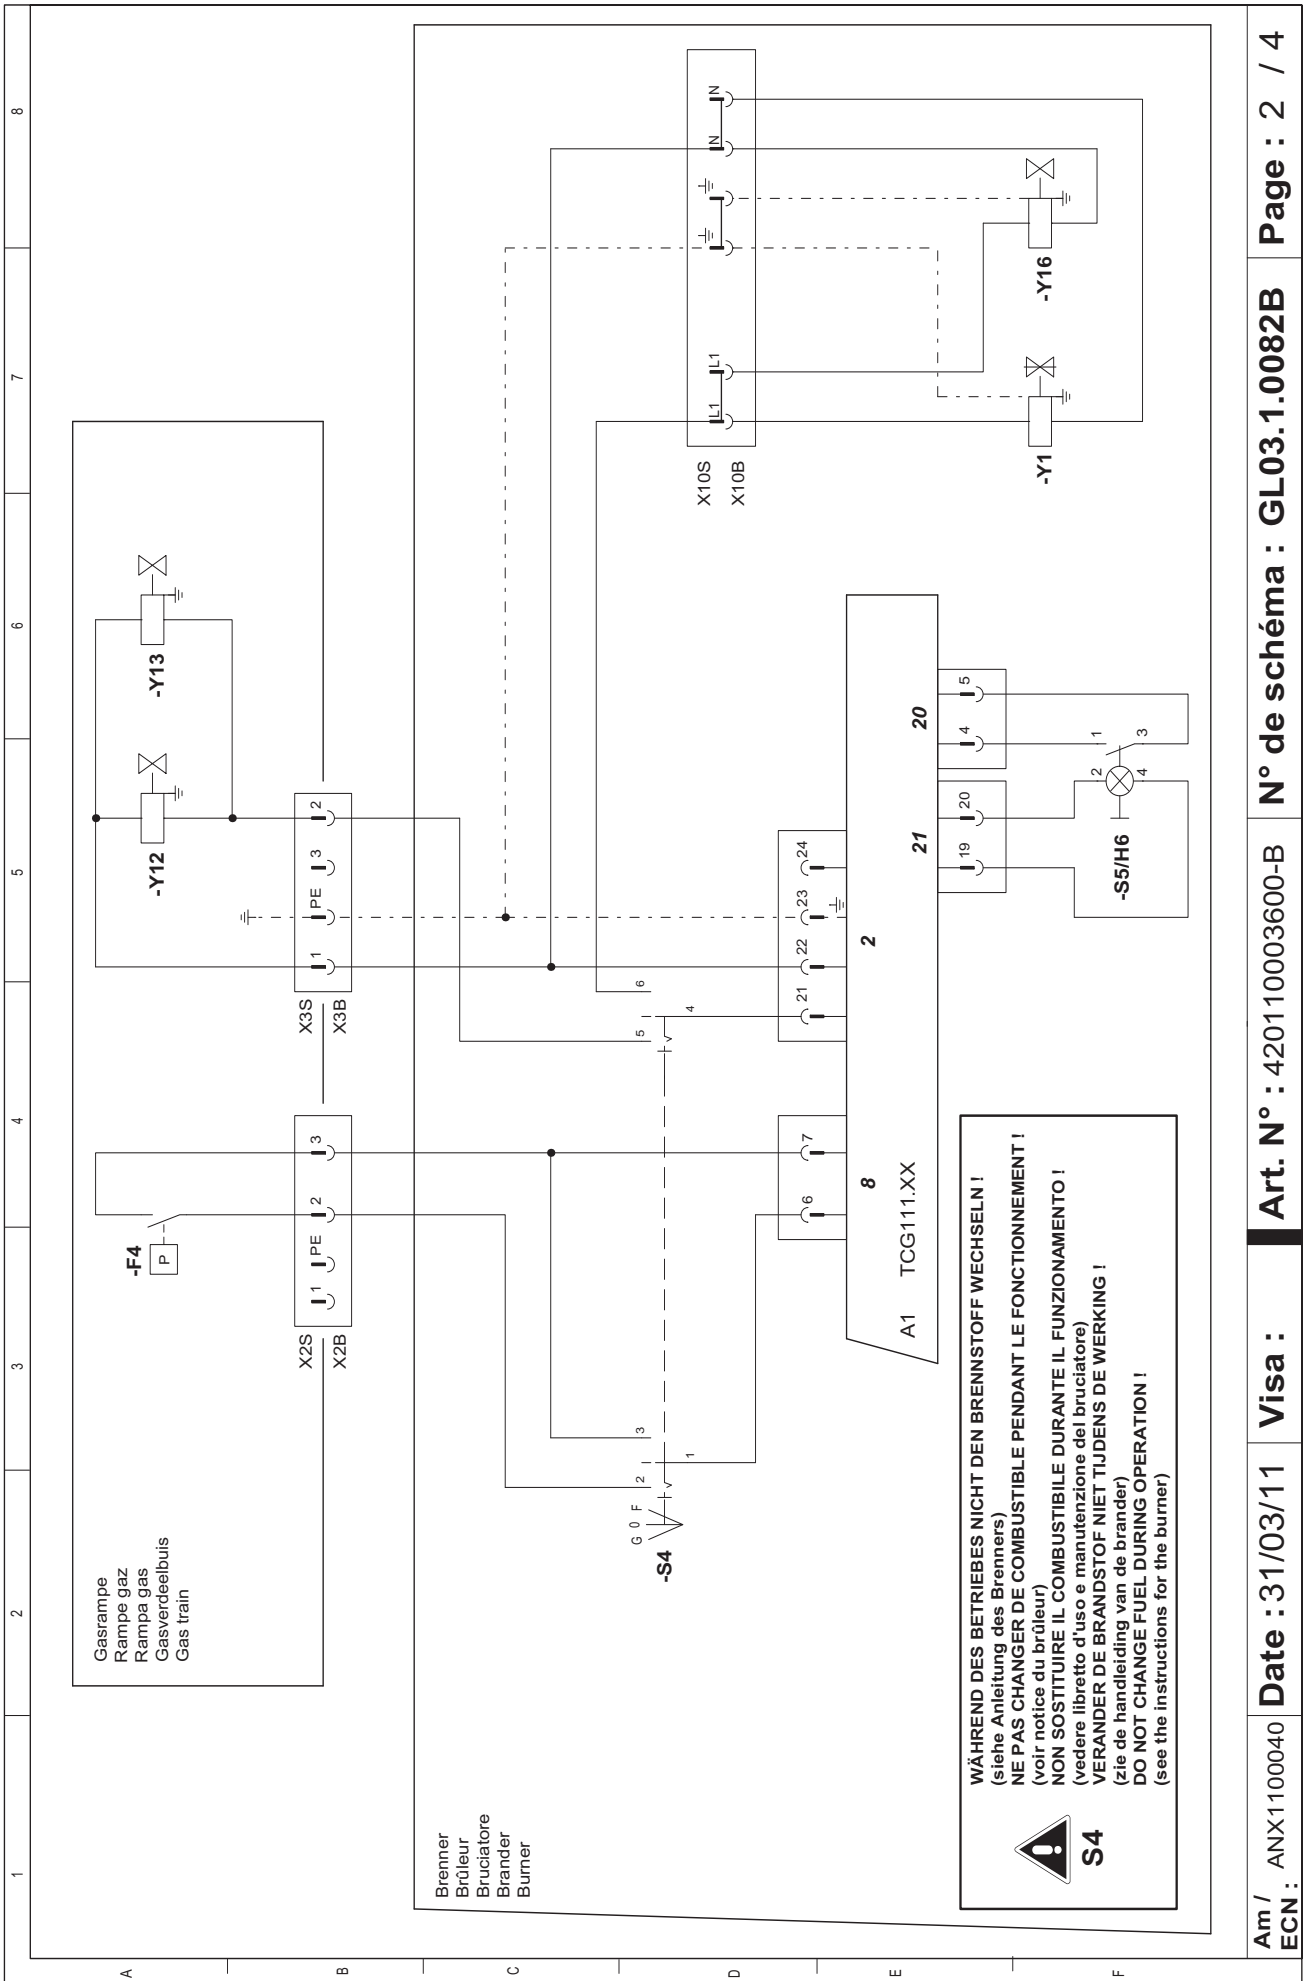 1 2 3 4 5 6 7 8
A
B
C
D
E
F
Gasrampe
Rampe gaz
Rampa gas
Gasverdeelbuis
Gas train
-F4
P
-Y12
-Y13
X2S
X2B
1 PE 2 3
X3S
X3B
1 PE 3 2
Brenner
Brûleur
Bruciatore
Brander
Burner
G 0 F
-S4
2 3
1
5 6
4
X10S
X10B
L1 L1 N N
6 7
21 22 23 24
8
2
A1 TCG111.XX
21
20
19 20
4 5
-S5/H6
2 1
4 3
-Y1
-Y16
S4
WÄHREND DES BETRIEBES NICHT DEN BRENNSTOFF WECHSELN !
(siehe Anleitung des Brenners)
NE PAS CHANGER DE COMBUSTIBLE PENDANT LE FONCTIONNEMENT !
(voir notice du brûleur)
NON SOSTITUIRE IL COMBUSTIBILE DURANTE IL FUNZIONAMENTO !
(vedere libretto d'uso e manutenzione del bruciatore)
VERANDER DE BRANDSTOF NIET TIJDENS DE WERKING !
(zie de handleiding van de brander)
DO NOT CHANGE FUEL DURING OPERATION !
(see the instructions for the burner)
Am / ECN : ANX1100040 Date : 31/03/11 Visa : Art. N° : 420110003600-B N° de schéma : GL03.1.0082B Page : 2 / 4